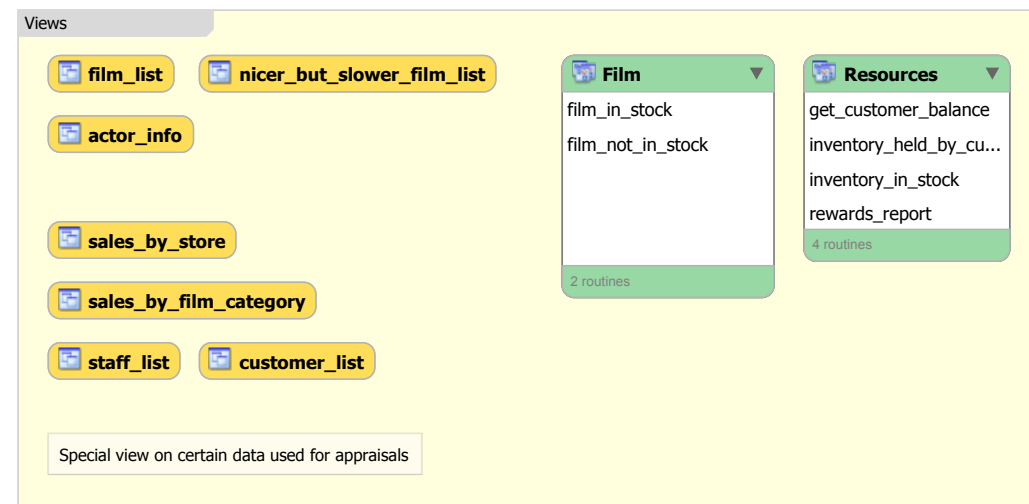 Views
film_list
nicer_but_slower_film_list
actor_info
sales_by_store
sales_by_film_category
staff_list
customer_list
Special view on certain data used for appraisals
Film
film_in_stock
film_not_in_stock
2 routines
Resources
get_customer_balance
inventory_held_by_cu...
inventory_in_stock
rewards_report
4 routines